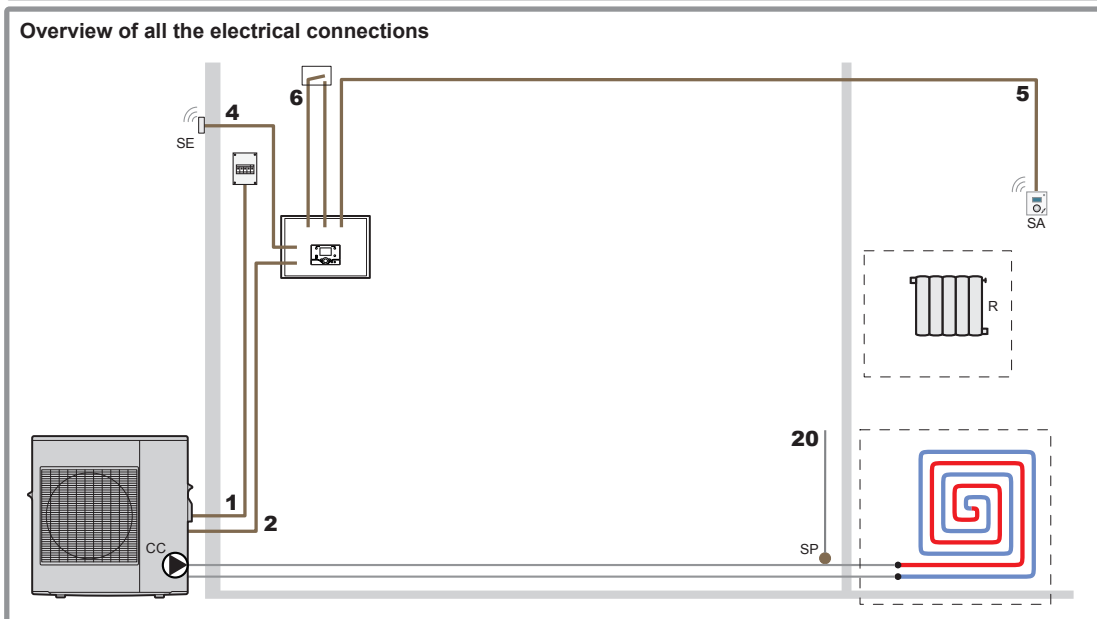 Overview of all the electrical connections
6
4
5
SE
SA
R
20
1
2
CC
SP